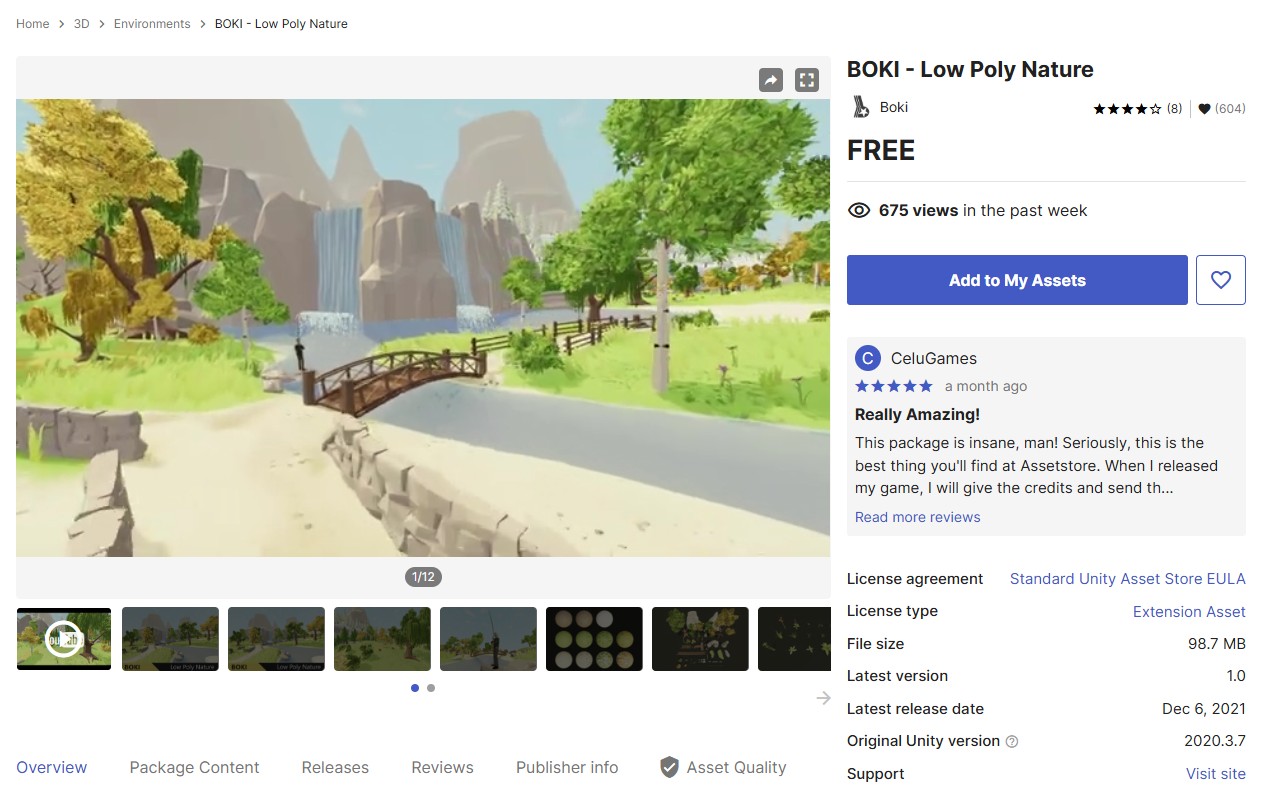 Home > 3D > Environments > BOKI - Low Poly Nature
BOKI - Low Poly Nature
Boki
(8)
(604)
FREE
675 views in the past week
Add to My Assets
C CeluGames
a month ago
Really Amazing!
This package is insane, man! Seriously, this is the
best thing you'll find at Assetstore. When I released
my game, I will give the credits and send th...
Read more reviews
1/12
BOKI Low Poly Nature
BOKI Low Poly Nature
License agreement Standard Unity Asset Store EULA
License type Extension Asset
File size 98.7 MB
Latest version 1.0
Latest release date Dec 6, 2021
Original Unity version ? 2020.3.7
Support Visit site
Overview Package Content Releases Reviews Publisher info Asset Quality